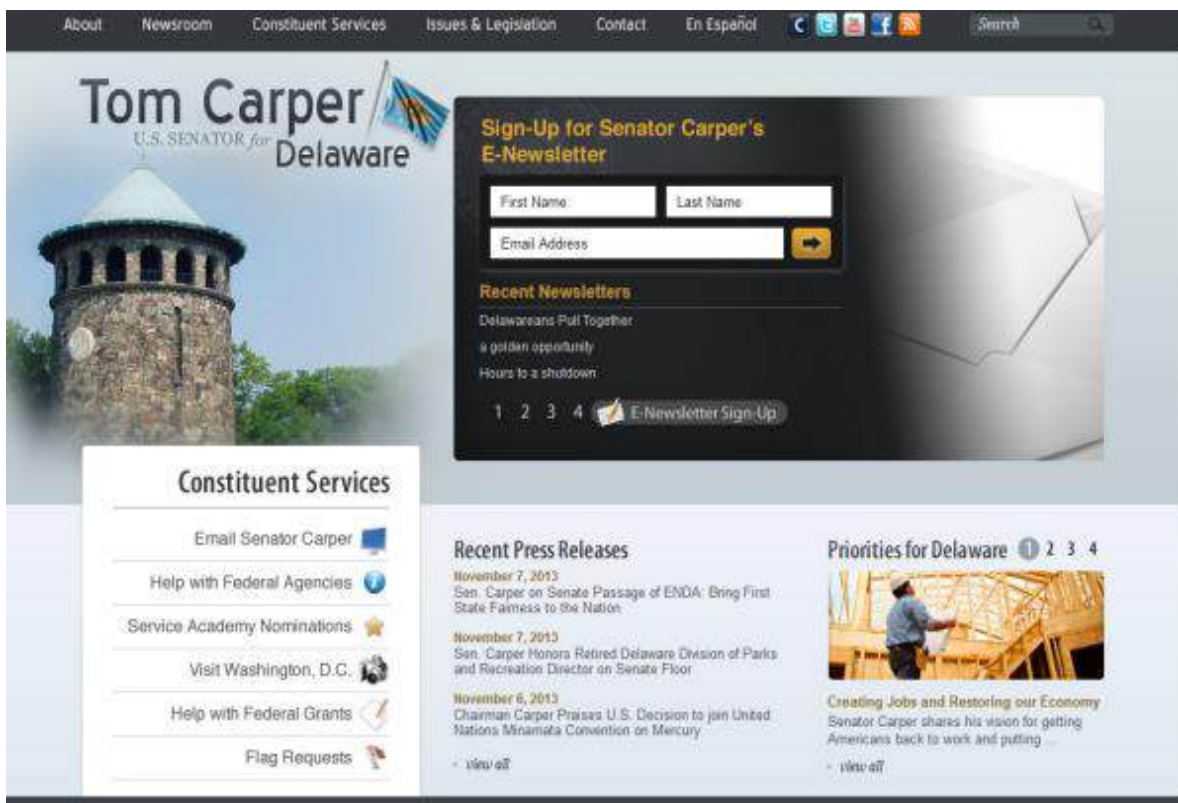 About Newsroom Constituent Services Issues & Legislation Contact En Español Search
Tom Carper
U.S. SENATOR for
Delaware
Sign-Up for Senator Carper's
E-Newsletter
First Name Last Name
Email Address
Recent Newsletters
Delawareans Pull Together
a golden opportunity
Hours to a shutdown
1 2 3 4 E-Newsletter Sign-Up
Constituent Services
Email Senator Carper
Help with Federal Agencies
Service Academy Nominations
Visit Washington, D.C.
Help with Federal Grants
Flag Requests
Recent Press Releases
November 7, 2013
Sen. Carper on Senate Passage of ENDA: Bring First
State Fairness to the Nation
November 7, 2013
Sen. Carper Honors Retired Delaware Division of Parks
and Recreation Director on Senate Floor
November 6, 2013
Chairman Carper Praises U.S. Decision to join United
Nations Minamata Convention on Mercury
- view all
Priorities for Delaware 1 2 3 4
Creating Jobs and Restoring our Economy
Senator Carper shares his vision for getting
Americans back to work and putting ...
- view all